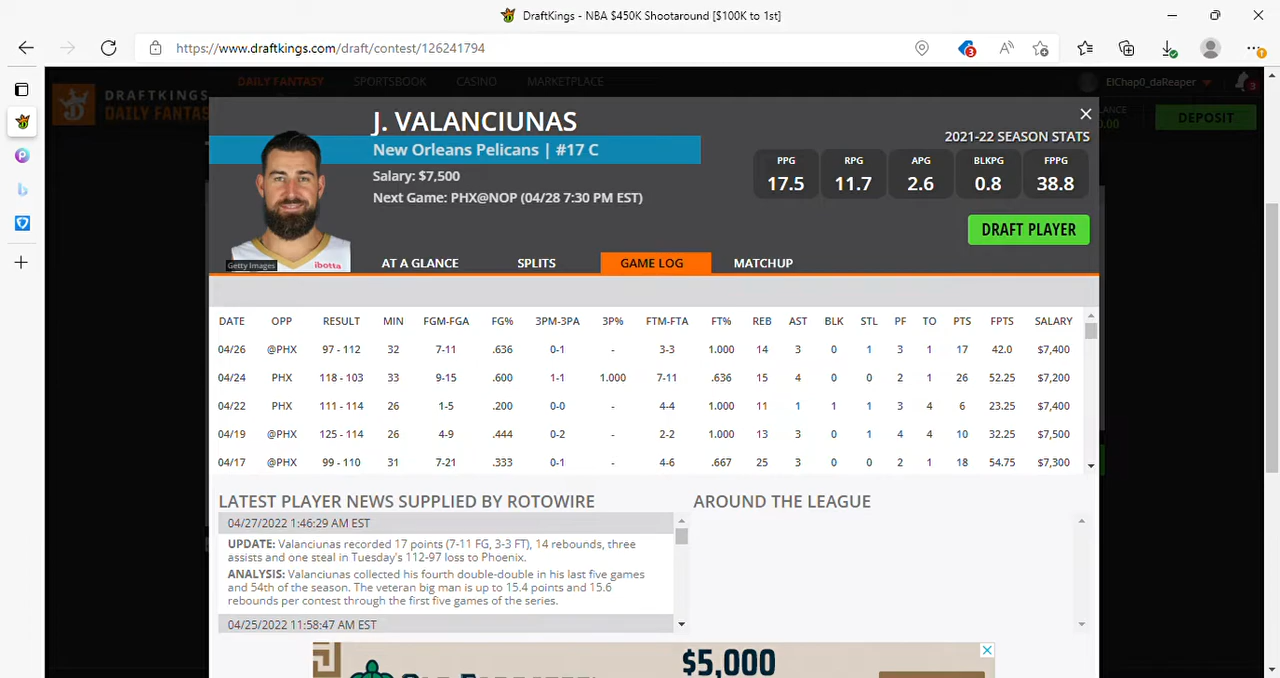 DraftKings - NBA $450K Shootaround [$100K to 1st]
https://www.draftkings.com/draft/contest/126241794
3
DRAFTKINGS
DAILY FANTAS
DAILY FANTASY SPORTSBOOK CASINO MARKETPLACE
ElChap0_daReaper
3
DEPOSIT
J. VALANCIUNAS
New Orleans Pelicans | #17 C
Salary: $7,500
Next Game: PHX@NOP (04/28 7:30 PM EST)
2021-22 SEASON STATS
PPG RPG APG BLKPG FPPG
17.5 11.7 2.6 0.8 38.8
DRAFT PLAYER
Getty Images
ibotta
AT A GLANCE SPLITS GAME LOG MATCHUP
DATE OPP RESULT MIN FGM-FGA FG% 3PM-3PA 3P% FTM-FTA FT% REB AST BLK STL PF TO PTS FPTS SALARY
04/26 @PHX 97 - 112 32 7-11 .636 0-1 - 3-3 1.000 14 3 0 1 3 1 17 42.0 $7,400
04/24 PHX 118 - 103 33 9-15 .600 1-1 1.000 7-11 .636 15 4 0 0 2 1 26 52.25 $7,200
04/22 PHX 111 - 114 26 1-5 .200 0-0 - 4-4 1.000 11 1 1 1 3 4 6 23.25 $7,400
04/19 @PHX 125 - 114 26 4-9 .444 0-2 - 2-2 1.000 13 3 0 1 4 4 10 32.25 $7,500
04/17 @PHX 99 - 110 31 7-21 .333 0-1 - 4-6 .667 25 3 0 0 2 1 18 54.75 $7,300
LATEST PLAYER NEWS SUPPLIED BY ROTOWIRE
04/27/2022 1:46:29 AM EST
UPDATE: Valanciunas recorded 17 points (7-11 FG, 3-3 FT), 14 rebounds, three
assists and one steal in Tuesday's 112-97 loss to Phoenix.
ANALYSIS: Valanciunas collected his fourth double-double in his last five games
and 54th of the season. The veteran big man is up to 15.4 points and 15.6
rebounds per contest through the first five games of the series.
04/25/2022 11:58:47 AM EST
AROUND THE LEAGUE
$5,000